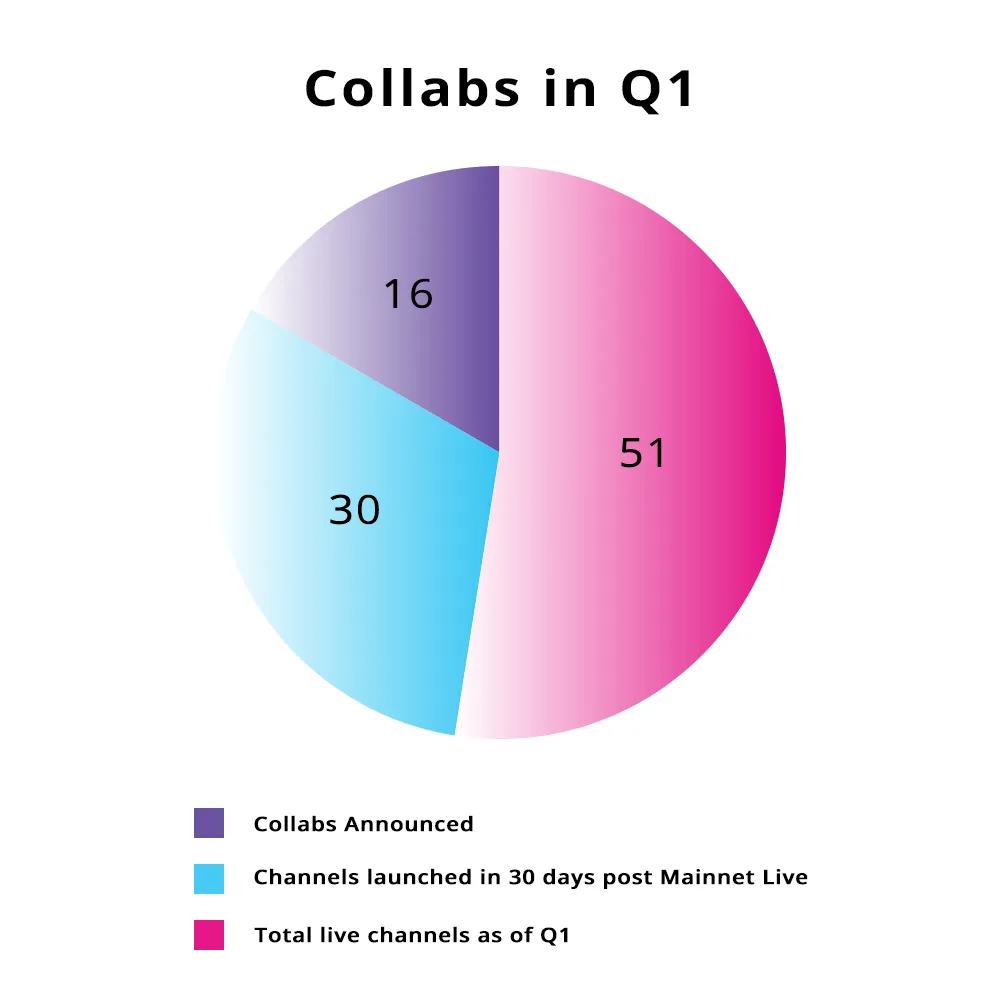 Collabs in Q1
16
51
30
Collabs Announced
Channels launched in 30 days post Mainnet Live
Total live channels as of Q1